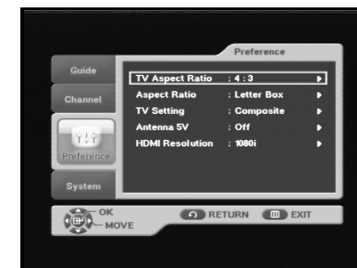 Preference
Guide
Channel
Preference
System
TV Aspect Ratio : 4 : 3
Aspect Ratio : Letter Box
TV Setting : Composite
Antenna 5V : Off
HDMI Resolution : 1080i
OK
MOVE
RETURN
EXIT